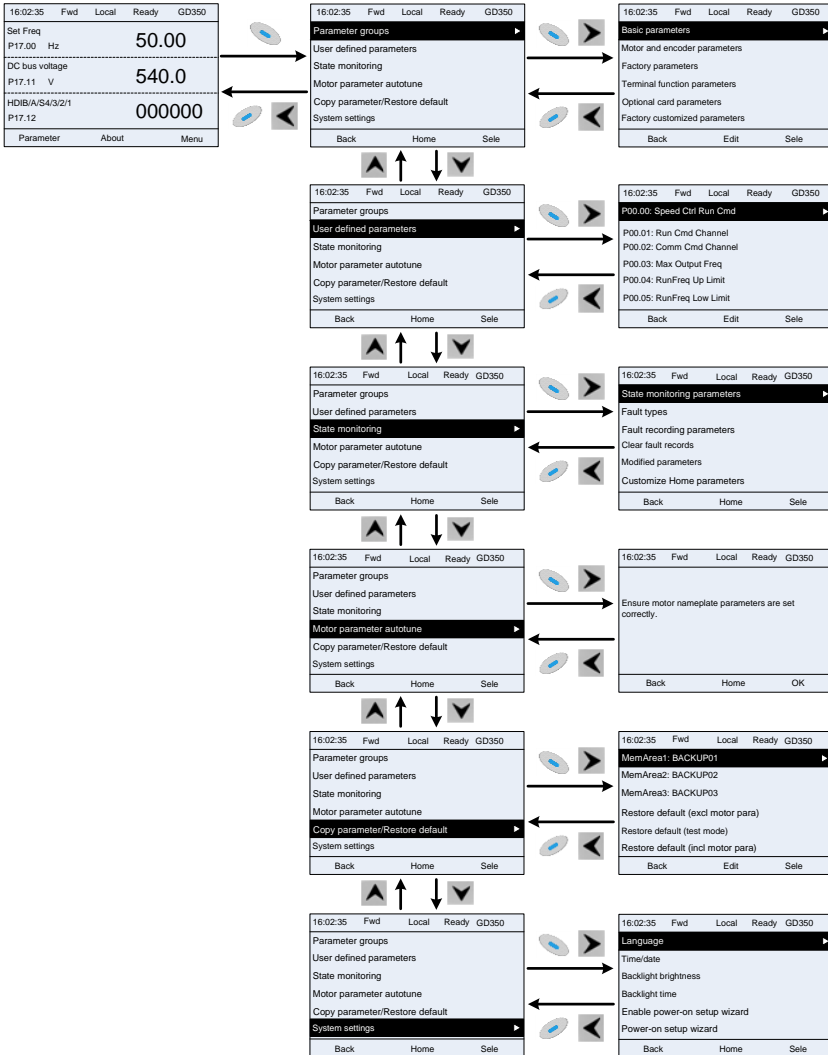 16:02:35 Fwd Local Ready GD350
Set Freq
P17.00 Hz
50.00
DC bus voltage
P17.11 V
540.0
HDIB/A/S4/3/2/1
P17.12
000000
Parameter About Menu
16:02:35 Fwd Local Ready GD350
Parameter groups
User defined parameters
State monitoring
Motor parameter autotune
Copy parameter/Restore default
System settings
Back Home Sele
16:02:35 Fwd Local Ready GD350
Basic parameters
Motor and encoder parameters
Factory parameters
Terminal function parameters
Optional card parameters
Factory customized parameters
Back Edit Sele
16:02:35 Fwd Local Ready GD350
Parameter groups
User defined parameters
State monitoring
Motor parameter autotune
Copy parameter/Restore default
System settings
Back Home Sele
16:02:35 Fwd Local Ready GD350
P00.00: Speed Ctrl Run Cmd
P00.01: Run Cmd Channel
P00.02: Comm Cmd Channel
P00.03: Max Output Freq
P00.04: RunFreq Up Limit
P00.05: RunFreq Low Limit
Back Edit Sele
16:02:35 Fwd Local Ready GD350
Parameter groups
User defined parameters
State monitoring
Motor parameter autotune
Copy parameter/Restore default
System settings
Back Home Sele
16:02:35 Fwd Local Ready GD350
State monitoring parameters
Fault types
Fault recording parameters
Clear fault records
Modified parameters
Customize Home parameters
Back Home Sele
16:02:35 Fwd Local Ready GD350
Parameter groups
User defined parameters
State monitoring
Motor parameter autotune
Copy parameter/Restore default
System settings
Back Home Sele
16:02:35 Fwd Local Ready GD350
Ensure motor nameplate parameters are set
correctly.
Back Home OK
16:02:35 Fwd Local Ready GD350
Parameter groups
User defined parameters
State monitoring
Motor parameter autotune
Copy parameter/Restore default
System settings
Back Home Sele
16:02:35 Fwd Local Ready GD350
MemArea1: BACKUP01
MemArea2: BACKUP02
MemArea3: BACKUP03
Restore default (excl motor para)
Restore default (test mode)
Restore default (incl motor para)
Back Edit Sele
16:02:35 Fwd Local Ready GD350
Parameter groups
User defined parameters
State monitoring
Motor parameter autotune
Copy parameter/Restore default
System settings
Back Home Sele
16:02:35 Fwd Local Ready GD350
Language
Time/date
Backlight brightness
Backlight time
Enable power-on setup wizard
Power-on setup wizard
Back Home Sele